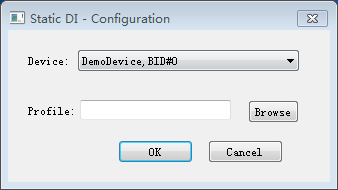 Static DI - Configuration
Device: DemoDevice,BID#0
Profile: Browse
OK Cancel